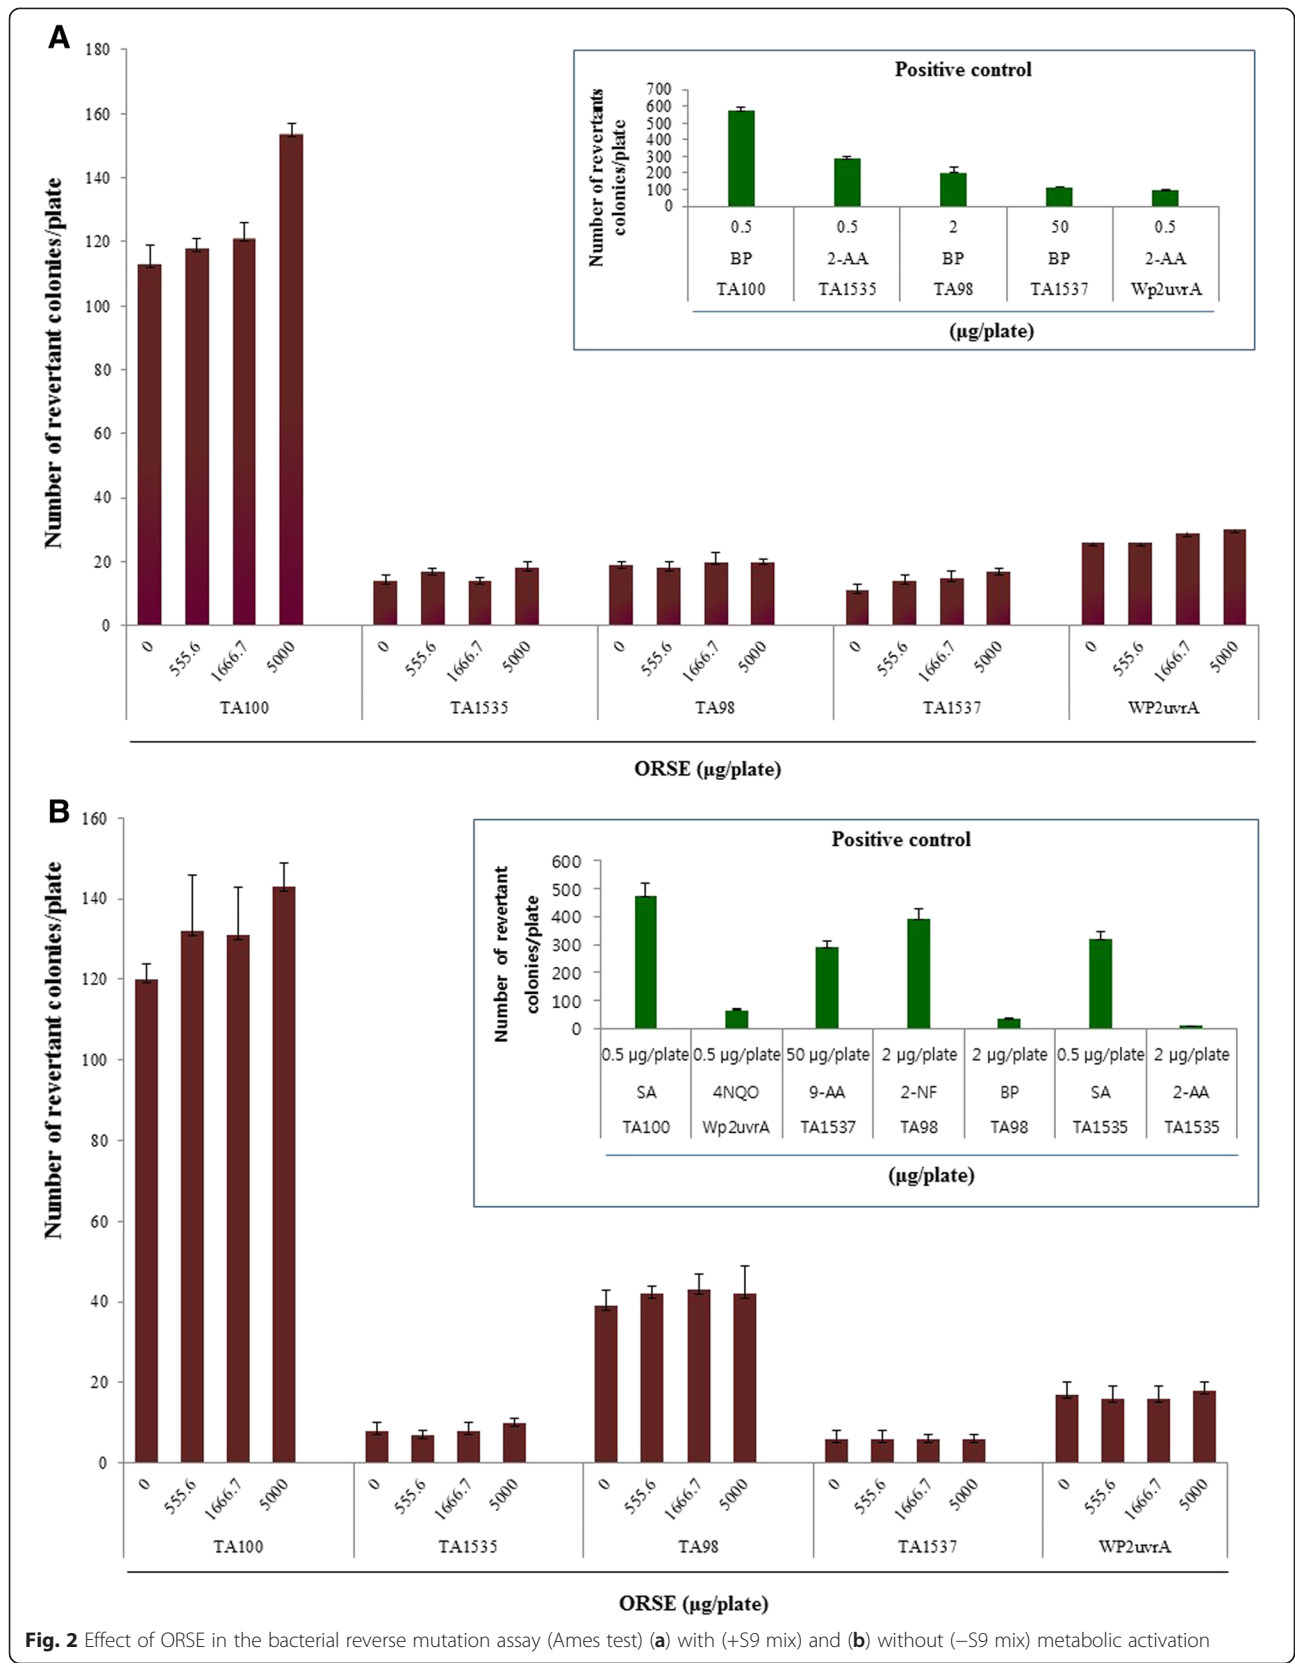 A
180
160
140
120
100
80
60
40
20
0
Number of revertant colonies/plate
Positive control
700
600
500
400
300
200
100
0
Number of revertants
colonies/plate
0.5 0.5 2 50 0.5
BP 2-AA BP BP 2-AA
TA100 TA1535 TA98 TA1537 Wp2uvrA
(µg/plate)
0 555.6 1666.7 5000 0 555.6 1666.7 5000 0 555.6 1666.7 5000 0 555.6 1666.7 5000 0 555.6 1666.7 5000
TA100 TA1535 TA98 TA1537 WP2uvrA
ORSE (µg/plate)
B
160
140
120
100
80
60
40
20
0
Number of revertant colonies/plate
Positive control
600
500
400
300
200
100
0
Number of revertant
colonies/plate
0.5 µg/plate 0.5 µg/plate 50 µg/plate 2 µg/plate 2 µg/plate 0.5 µg/plate 2 µg/plate
SA 4NQO 9-AA 2-NF BP SA 2-AA
TA100 Wp2uvrA TA1537 TA98 TA98 TA1535 TA1535
(µg/plate)
0 555.6 1666.7 5000 0 555.6 1666.7 5000 0 555.6 1666.7 5000 0 555.6 1666.7 5000 0 555.6 1666.7 5000
TA100 TA1535 TA98 TA1537 WP2uvrA
ORSE (µg/plate)
Fig. 2 Effect of ORSE in the bacterial reverse mutation assay (Ames test) (a) with (+S9 mix) and (b) without (−S9 mix) metabolic activation